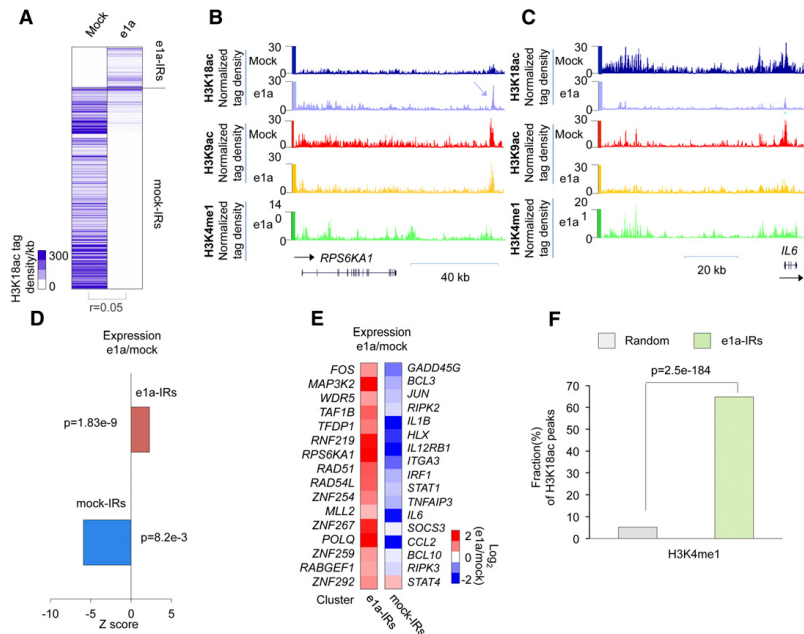 A
Mock
e1a
e1a-IRs
mock-IRs
H3K18ac tag
density/kb
300
0
r=0.05
B
H3K18ac
Normalized
tag density
Mock
e1a
30
0
30
0
H3K9ac
Normalized
tag density
Mock
e1a
30
0
30
0
H3K4me1
Normalized
tag density
e1a
14
1
0
RPS6KA1
40 kb
C
H3K18ac
Normalized
tag density
Mock
e1a
30
0
30
0
H3K9ac
Normalized
tag density
Mock
e1a
30
0
30
0
H3K4me1
Normalized
tag density
e1a
20
1
0
IL6
20 kb
D
Expression
e1a/mock
e1a-IRs
p=1.83e-9
mock-IRs
p=8.2e-3
-10 -5 0 5
Z score
E
Expression
e1a/mock
FOS
MAP3K2
WDR5
TAF1B
TFDP1
RNF219
RPS6KA1
RAD51
RAD54L
ZNF254
MLL2
ZNF267
POLQ
ZNF259
RABGEF1
ZNF292
GADD45G
BCL3
JUN
RIPK2
IL1B
HLX
IL12RB1
ITGA3
IRF1
STAT1
TNFAIP3
IL6
SOCS3
CCL2
BCL10
RIPK3
STAT4
Cluster
e1a-IRs
mock-IRs
2
0
-2
Log2
(e1a/mock)
F
Random
e1a-IRs
p=2.5e-184
Fraction(%)
of H3K18ac peaks
70
60
50
40
30
20
10
0
H3K4me1